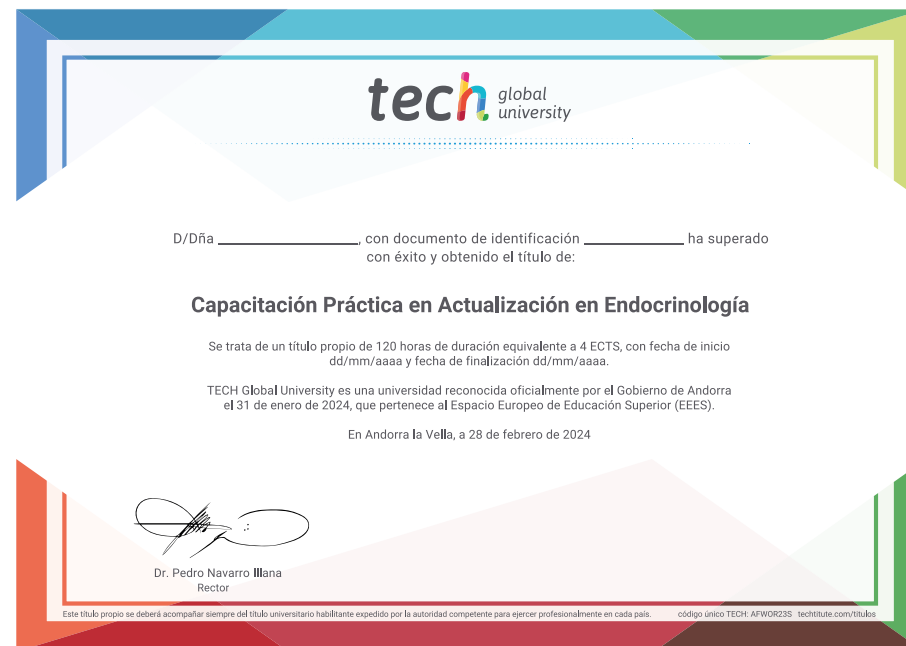 tech global university
D/Dña ____________________, con documento de identificación ______________ ha superado
con éxito y obtenido el título de:
Capacitación Práctica en Actualización en Endocrinología
Se trata de un título propio de 120 horas de duración equivalente a 4 ECTS, con fecha de inicio
dd/mm/aaaa y fecha de finalización dd/mm/aaaa.
TECH Global University es una universidad reconocida oficialmente por el Gobierno de Andorra
el 31 de enero de 2024, que pertenece al Espacio Europeo de Educación Superior (EEES).
En Andorra la Vella, a 28 de febrero de 2024
Dr. Pedro Navarro Illana
Rector
Este título propio se deberá acompañar siempre del título universitario habilitante expedido por la autoridad competente para ejercer profesionalmente en cada país. código único TECH: AFWOR23S techtitute.com/titulos